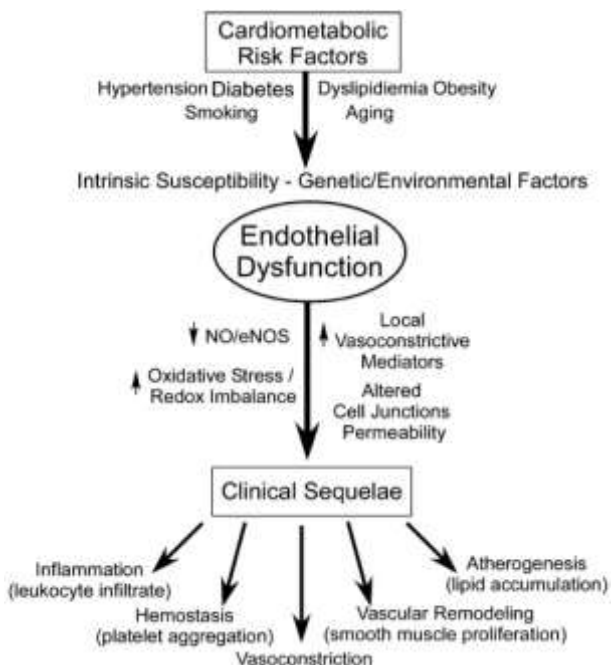 Cardiometabolic
Risk Factors
Hypertension Diabetes Dyslipidiemia Obesity
Smoking Aging
Intrinsic Susceptibility - Genetic/Environmental Factors
Endothelial
Dysfunction
NO/eNOS
Oxidative Stress /
Redox Imbalance
Local
Vasoconstrictive
Mediators
Altered
Cell Junctions
Permeability
Clinical Sequelae
Inflammation
(leukocyte infiltrate)
Hemostasis
(platelet aggregation)
Vasoconstriction
Vascular Remodeling
(smooth muscle proliferation)
Atherogenesis
(lipid accumulation)